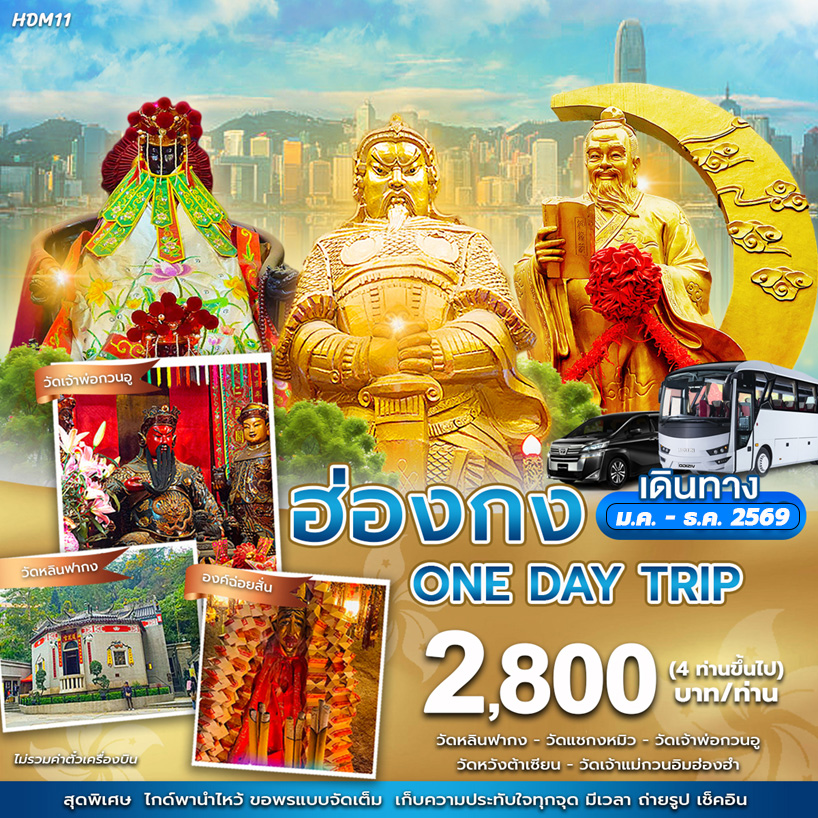 HDM11
วัดเจ้าพ่อกวนอู
วัดหลินฟากง
องค์ฉ่อยสั่น
ฮ่องกง
เดินทาง
ม.ค. - ธ.ค. 2569
ONE DAY TRIP
2,800
(4 ท่านขึ้นไป)
บาท/ท่าน
วัดหลินฟากง - วัดแชกงหมิว - วัดเจ้าพ่อกวนอู
วัดหวังต้าเซียน - วัดเจ้าแม่กวนอิมฮ่องฮำ
ไม่รวมค่าตั๋วเครื่องบิน
สุดพิเศษ ไกด์พานำไหว้ ขอพรแบบจัดเต็ม เก็บความประทับใจทุกจุด มีเวลา ถ่ายรูป เช็คอิน